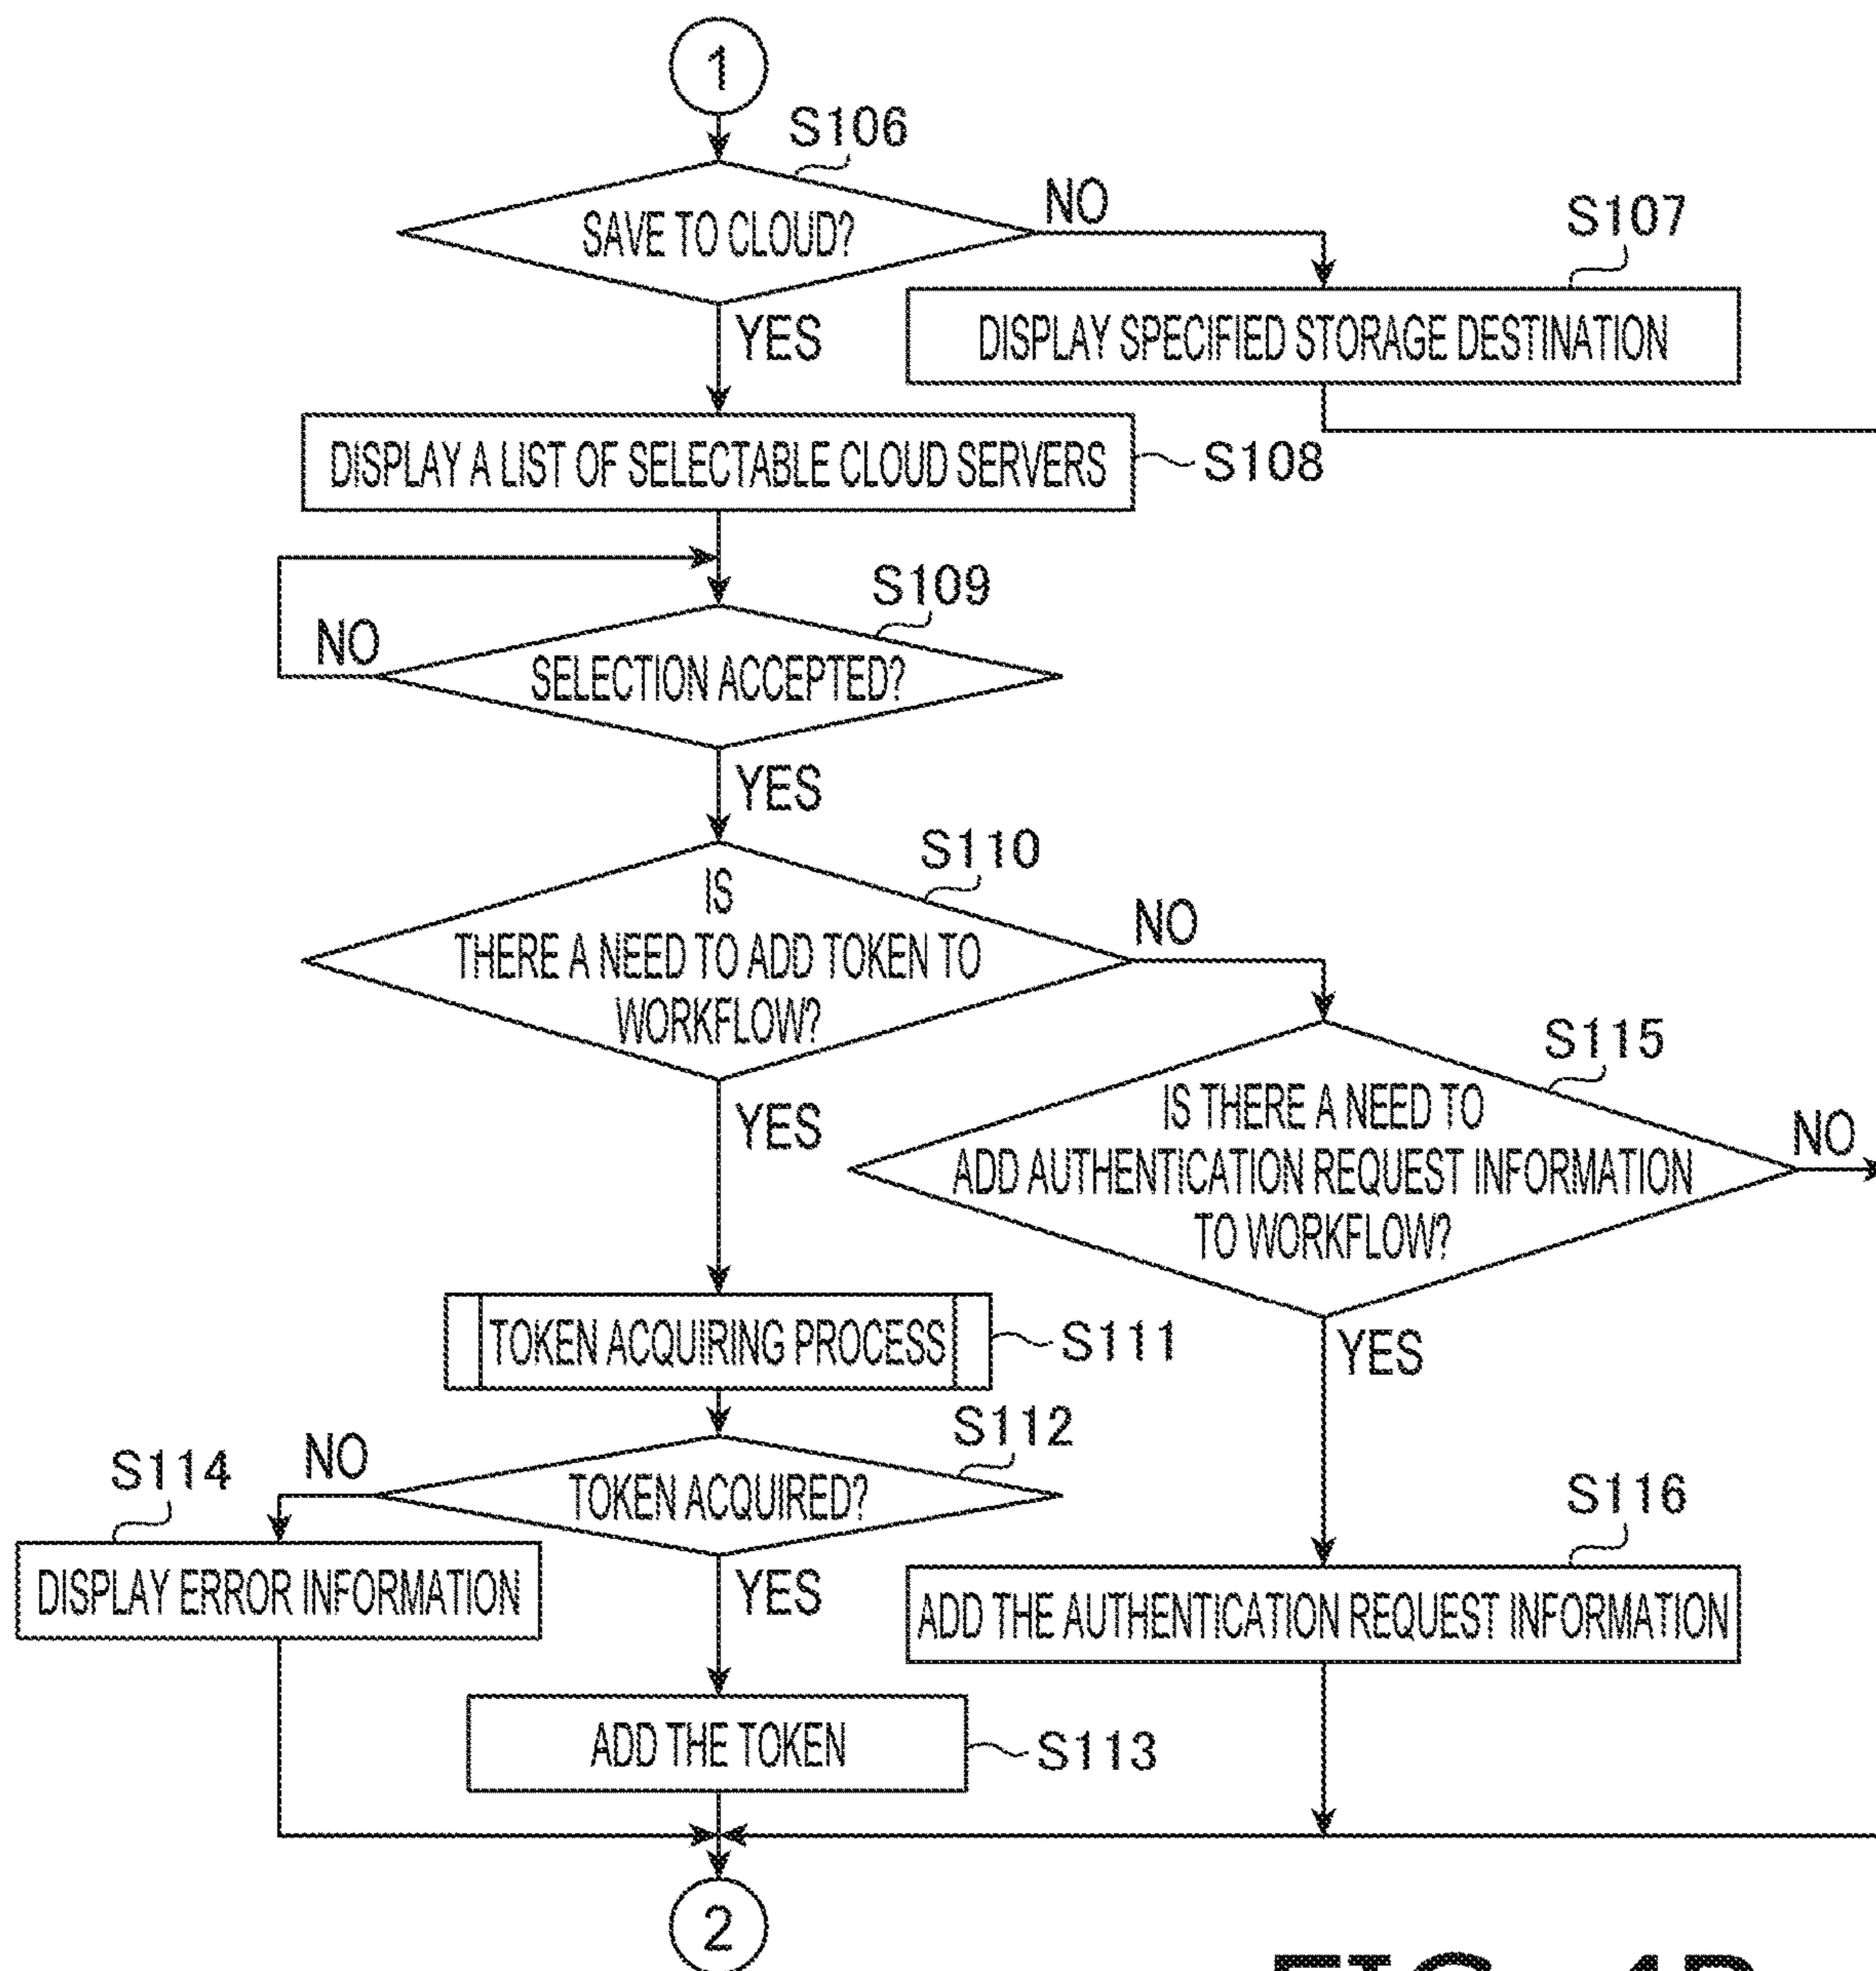 1
S106
SAVE TO CLOUD?
NO
S107
YES
DISPLAY SPECIFIED STORAGE DESTINATION
DISPLAY A LIST OF SELECTABLE CLOUD SERVERS
S108
S109
NO
SELECTION ACCEPTED?
YES
S110
IS
THERE A NEED TO ADD TOKEN TO
WORKFLOW?
NO
YES
S115
IS THERE A NEED TO
ADD AUTHENTICATION REQUEST INFORMATION
TO WORKFLOW?
NO
YES
TOKEN ACQUIRING PROCESS
S111
S112
S114
NO
TOKEN ACQUIRED?
YES
DISPLAY ERROR INFORMATION
S116
ADD THE AUTHENTICATION REQUEST INFORMATION
ADD THE TOKEN
S113
2